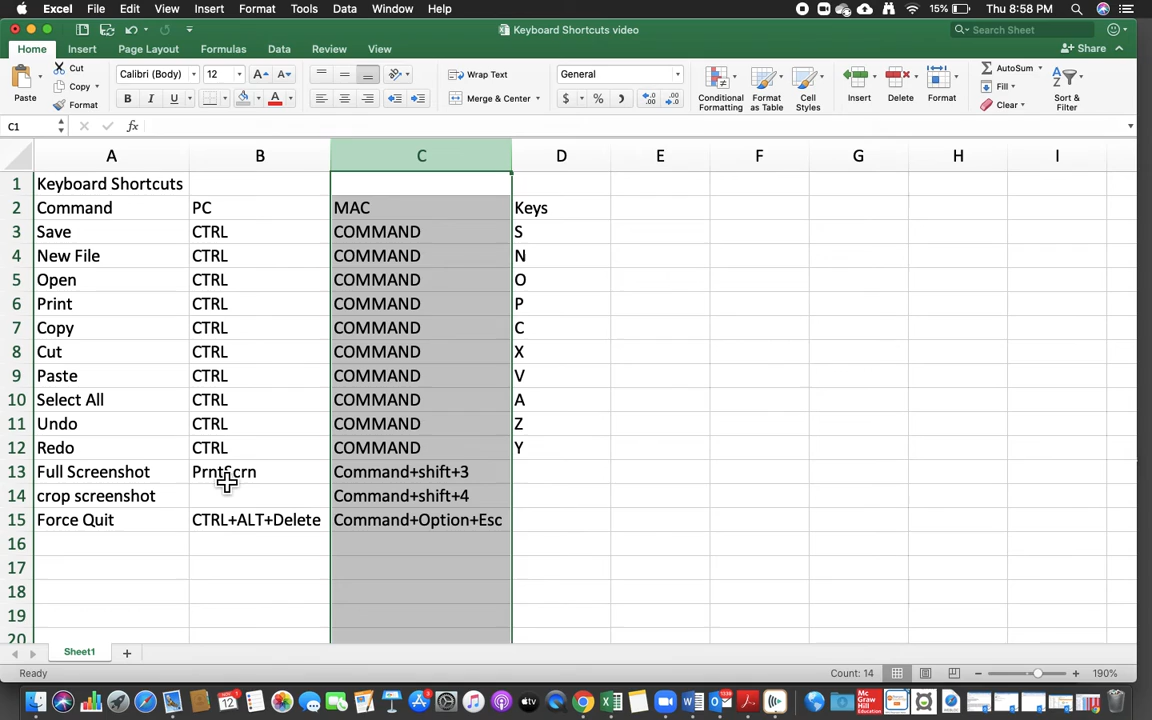 Excel File Edit View Insert Format Tools Data Window Help 15% Thu 8:58 PM
Keyboard Shortcuts video Search Sheet
Home Insert Page Layout Formulas Data Review View Share
Paste Cut Copy Format Calibri (Body) 12 Wrap Text Merge & Center General Conditional Formatting Format as Table Cell Styles Insert Delete Format AutoSum Fill Clear Sort & Filter
C1 fx
A B C D E F G H I
1 Keyboard Shortcuts
2 Command PC MAC Keys
3 Save CTRL COMMAND S
4 New File CTRL COMMAND N
5 Open CTRL COMMAND O
6 Print CTRL COMMAND P
7 Copy CTRL COMMAND C
8 Cut CTRL COMMAND X
9 Paste CTRL COMMAND V
10 Select All CTRL COMMAND A
11 Undo CTRL COMMAND Z
12 Redo CTRL COMMAND Y
13 Full Screenshot PrntScrn Command+shift+3
14 crop screenshot Command+shift+4
15 Force Quit CTRL+ALT+Delete Command+Option+Esc
16
17
18
19
20
Sheet1
Ready Count: 14 190%